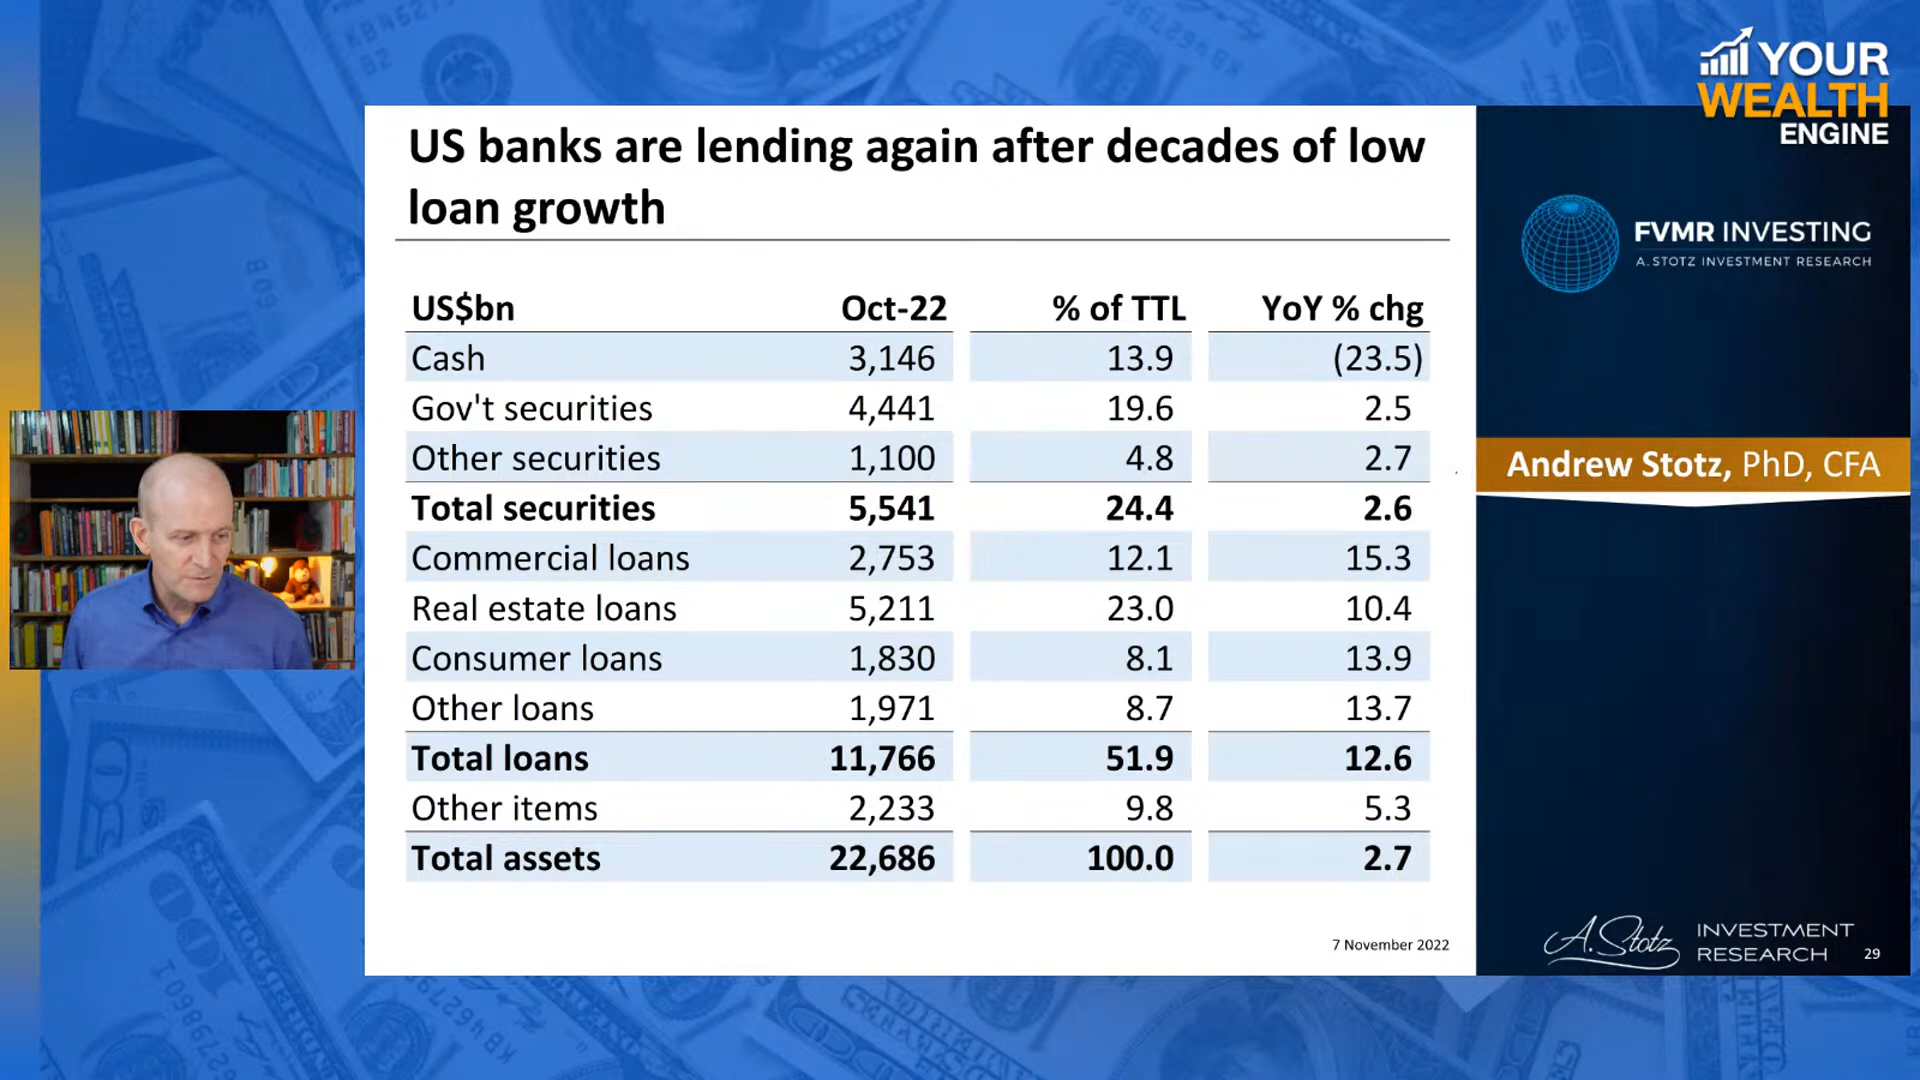 YOUR
WEALTH
ENGINE
US banks are lending again after decades of low
loan growth
US$bn Oct-22 % of TTL YoY % chg
Cash 3,146 13.9 (23.5)
Gov't securities 4,441 19.6 2.5
Other securities 1,100 4.8 2.7
Total securities 5,541 24.4 2.6
Commercial loans 2,753 12.1 15.3
Real estate loans 5,211 23.0 10.4
Consumer loans 1,830 8.1 13.9
Other loans 1,971 8.7 13.7
Total loans 11,766 51.9 12.6
Other items 2,233 9.8 5.3
Total assets 22,686 100.0 2.7
7 November 2022
FVMR INVESTING
A. STOTZ INVESTMENT RESEARCH
Andrew Stotz, PhD, CFA
A. Stotz INVESTMENT
RESEARCH
29